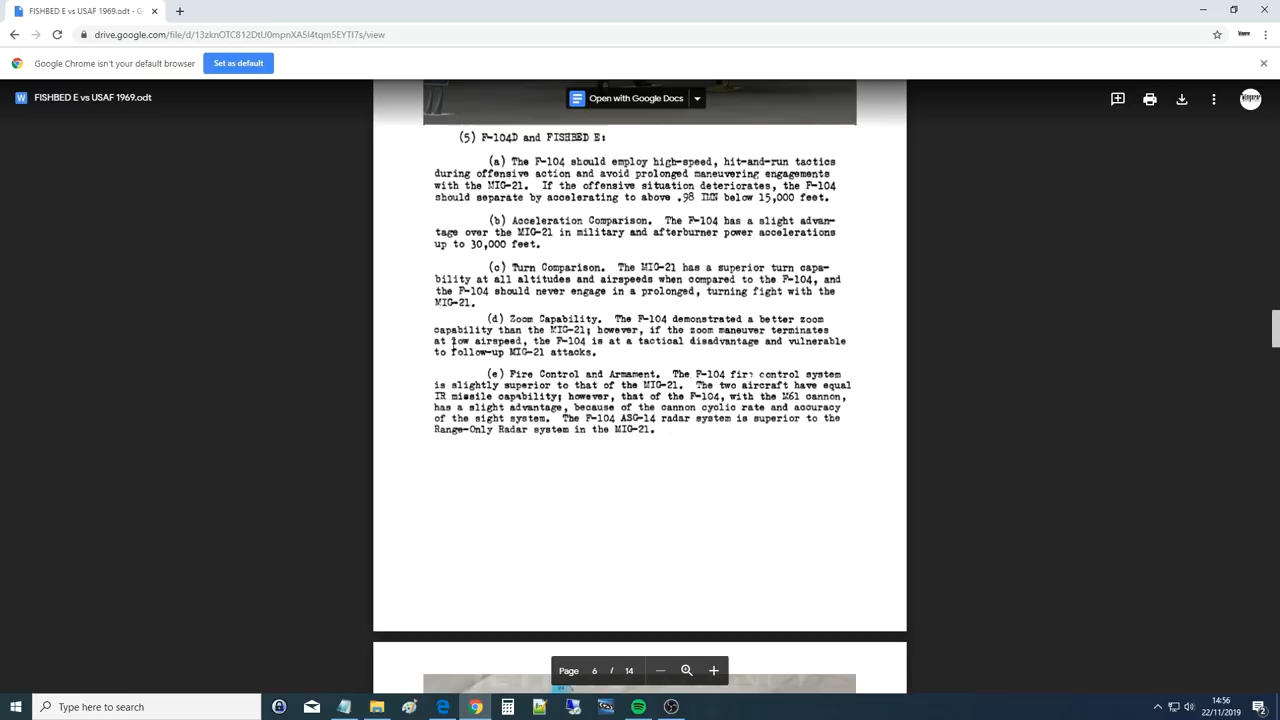 FISHBED E vs USAF 1969.odt - G
drive.google.com/file/d/13zknOTC812DtU0mpnXA5l4tqm5EYTI7s/view
Google Chrome isn't your default browser
Set as default
FISHBED E vs USAF 1969.odt
Open with Google Docs
(5) F-104D and FISHBED E:
(a) The F-104 should employ high-speed, hit-and-run tactics
during offensive action and avoid prolonged maneuvering engagements
with the MIG-21. If the offensive situation deteriorates, the F-104
should separate by accelerating to above .98 IMN below 15,000 feet.
(b) Acceleration Comparison. The F-104 has a slight advan-
tage over the MIG-21 in military and afterburner power accelerations
up to 30,000 feet.
(c) Turn Comparison. The MIG-21 has a superior turn capa-
bility at all altitudes and airspeeds when compared to the F-104, and
the F-104 should never engage in a prolonged, turning fight with the
MIG-21.
(d) Zoom Capability. The F-104 demonstrated a better zoom
capability than the MIG-21; however, if the zoom maneuver terminates
at low airspeed, the F-104 is at a tactical disadvantage and vulnerable
to follow-up MIG-21 attacks.
(e) Fire Control and Armament. The F-104 fire control system
is slightly superior to that of the MIG-21. The two aircraft have equal
IR missile capability; however, that of the F-104, with the M61 cannon,
has a slight advantage, because of the cannon cyclic rate and accuracy
of the sight system. The F-104 ASG-14 radar system is superior to the
Range-Only Radar system in the MIG-21.
Page 6 / 14
Type here to search
14:56
22/11/2019